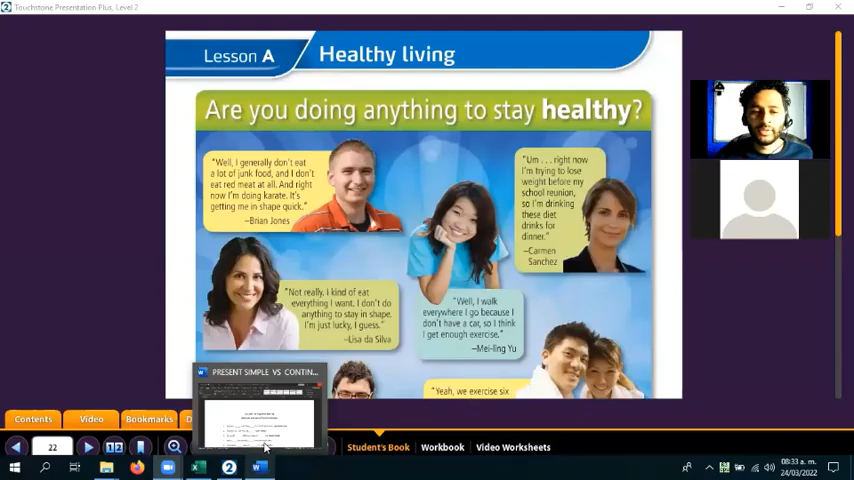 Touchstone Presentation Plus, Level 2
Lesson A
Healthy living
Are you doing anything to stay healthy?
"Well, I generally don't eat
a lot of junk food, and I don't
eat red meat at all. And right
now I'm doing karate. It's
getting me in shape quick."
–Brian Jones
"Um . . . right now
I'm trying to lose
weight before my
school reunion,
so I'm drinking
these diet
drinks for
dinner."
–Carmen
Sanchez
"Not really. I kind of eat
everything I want. I don't do
anything to stay in shape.
I'm just lucky, I guess."
–Lisa da Silva
"Well, I walk
everywhere I go because I
don't have a car, so I think
I get enough exercise."
–Mei-ling Yu
"Yeah, we exercise six
PRESENT SIMPLE VS CONTIN...
Contents
Video
Bookmarks
22
Student's Book
Workbook
Video Worksheets
08:33 a. m.
24/03/2022